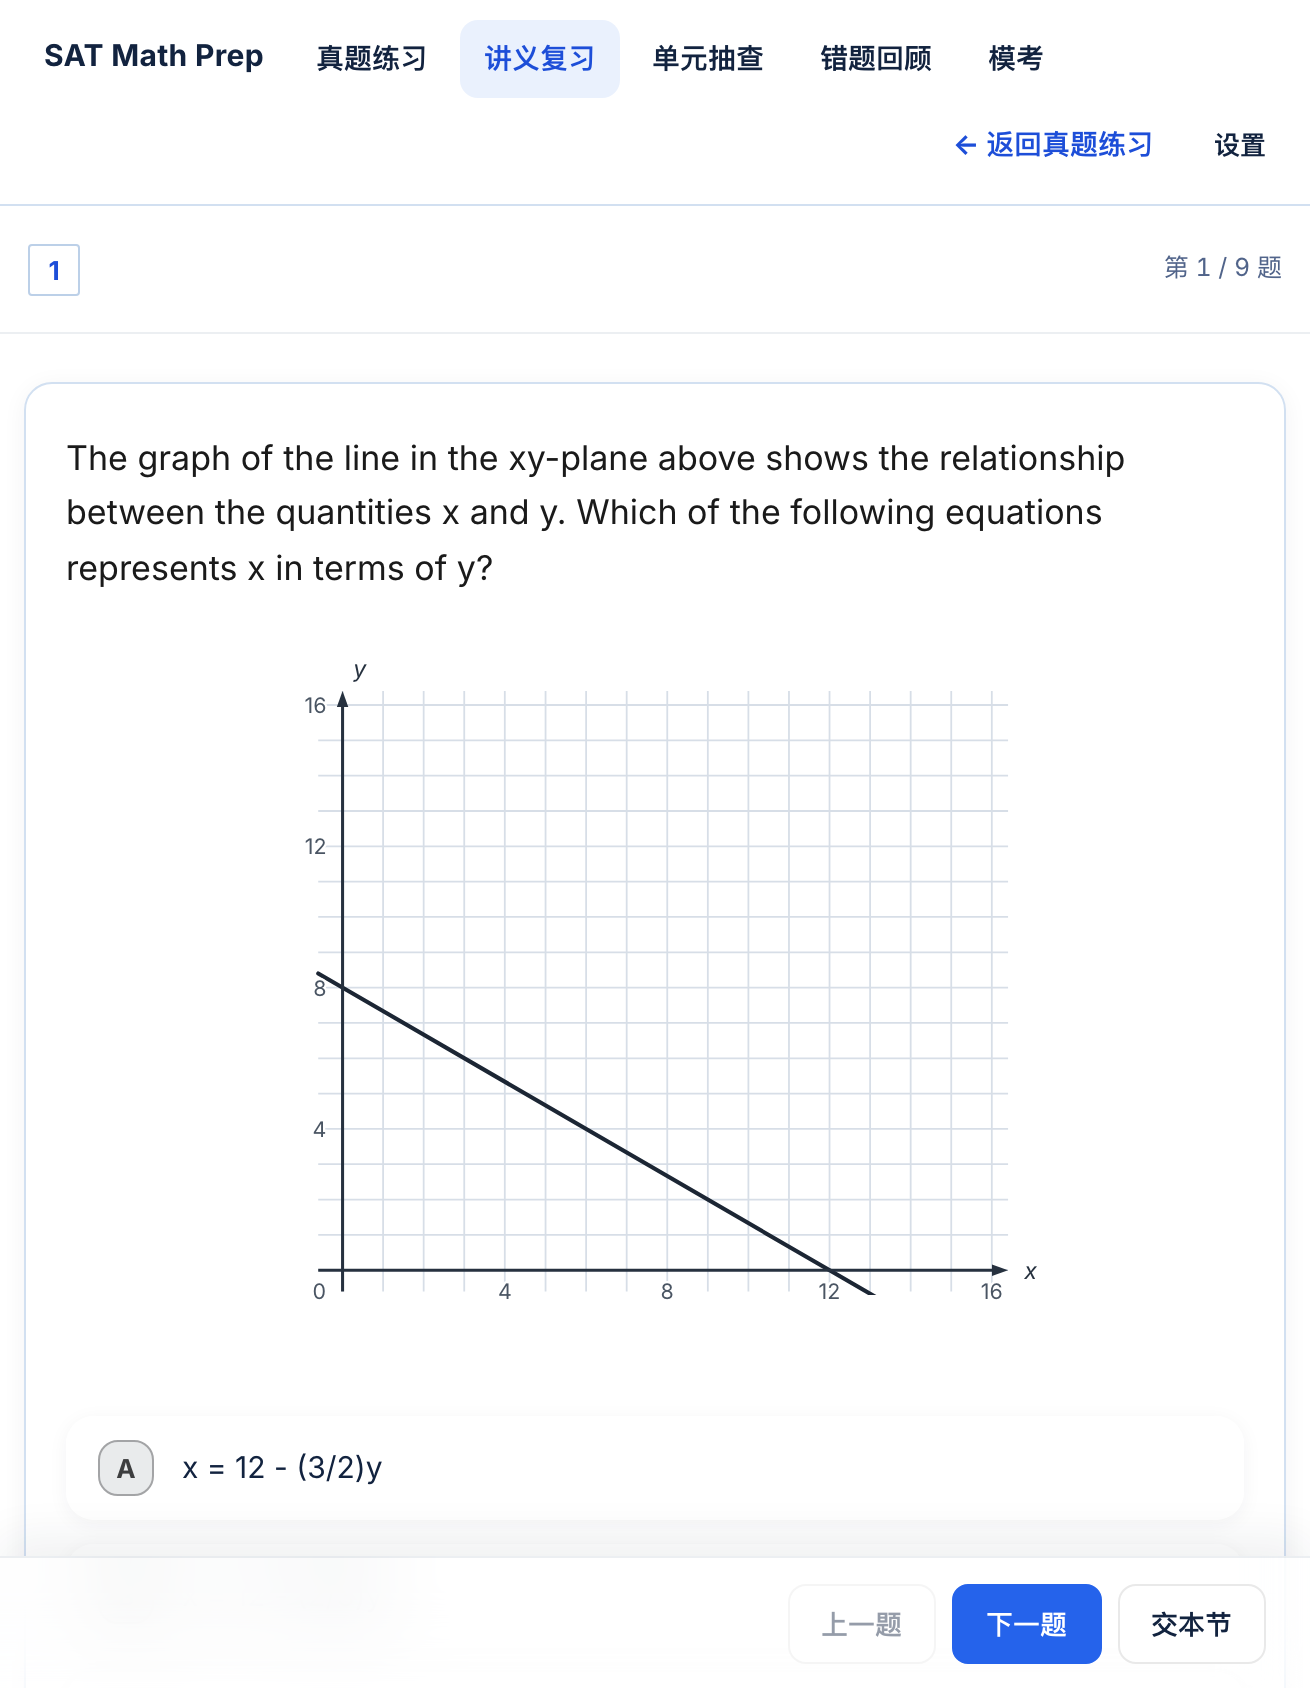 SAT Math Prep 真题练习 讲义复习 单元抽查 错题回顾 模考
← 返回真题练习 设置
1 第 1 / 9 题
The graph of the line in the xy-plane above shows the relationship
between the quantities x and y. Which of the following equations
represents x in terms of y?
y
16
12
8
4
0 4 8 12 16 x
A x = 12 - (3/2)y
上一题 下一题 交本节